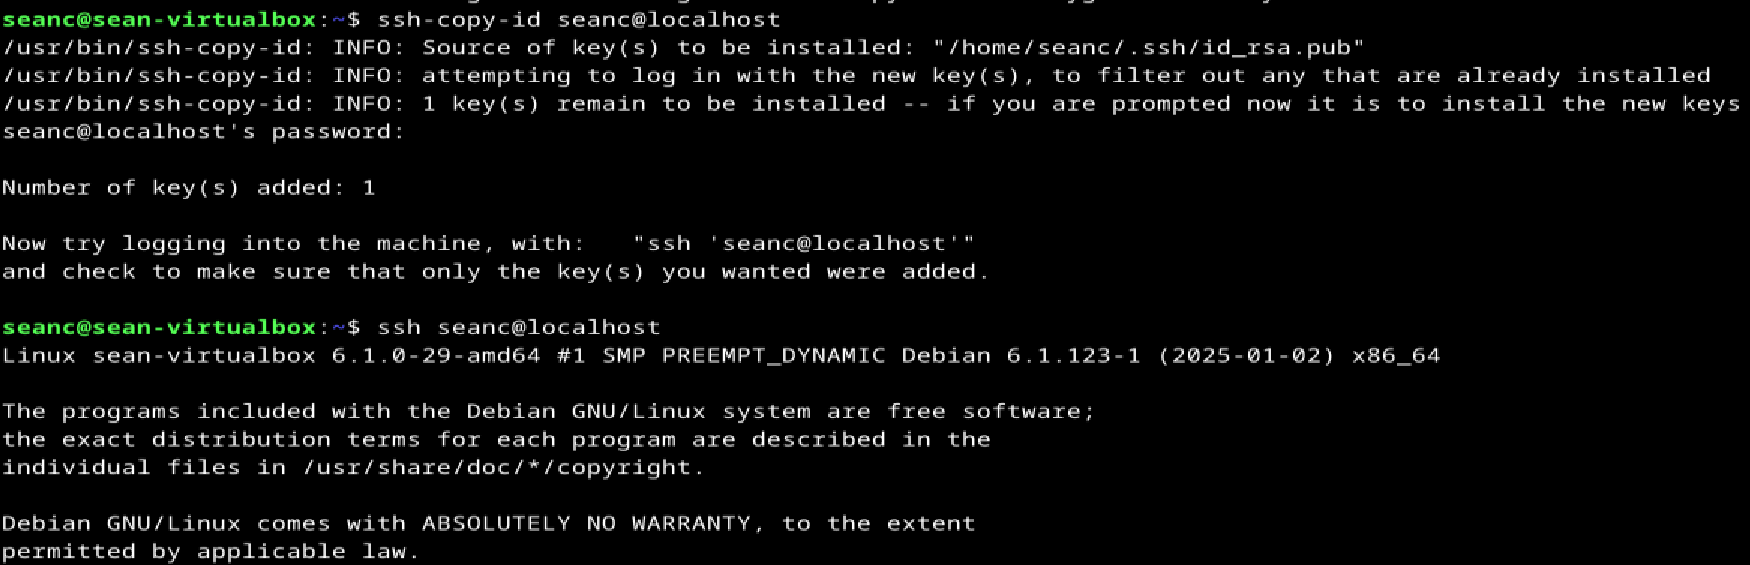 seanc@sean-virtualbox:~$ ssh-copy-id seanc@localhost
/usr/bin/ssh-copy-id: INFO: Source of key(s) to be installed: "/home/seanc/.ssh/id_rsa.pub"
/usr/bin/ssh-copy-id: INFO: attempting to log in with the new key(s), to filter out any that are already installed
/usr/bin/ssh-copy-id: INFO: 1 key(s) remain to be installed -- if you are prompted now it is to install the new keys
seanc@localhost's password:
Number of key(s) added: 1
Now try logging into the machine, with:   "ssh 'seanc@localhost'"
and check to make sure that only the key(s) you wanted were added.
seanc@sean-virtualbox:~$ ssh seanc@localhost
Linux sean-virtualbox 6.1.0-29-amd64 #1 SMP PREEMPT_DYNAMIC Debian 6.1.123-1 (2025-01-02) x86_64
The programs included with the Debian GNU/Linux system are free software;
the exact distribution terms for each program are described in the
individual files in /usr/share/doc/*/copyright.
Debian GNU/Linux comes with ABSOLUTELY NO WARRANTY, to the extent
permitted by applicable law.